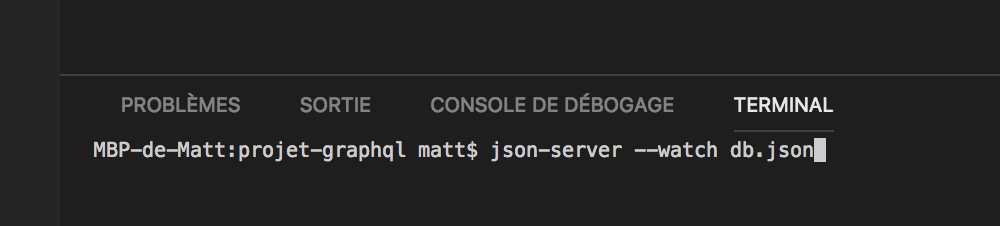 PROBLÈMES SORTIE CONSOLE DE DÉBOGAGE TERMINAL
MBP-de-Matt:projet-graphql matt$ json-server --watch db.json